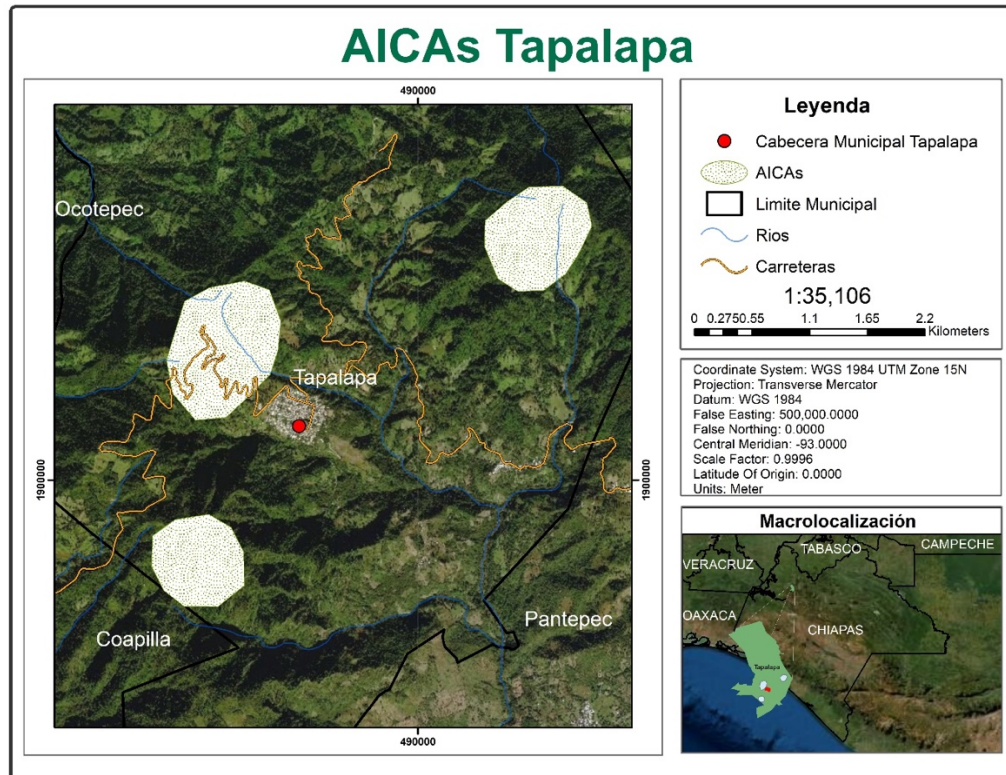 AICAs Tapalapa
490000
Ocotepec
Tapalapa
1900000
1900000
Coapilla
Pantepec
490000
Leyenda
Cabecera Municipal Tapalapa
AICAs
Limite Municipal
Rios
Carreteras
1:35,106
0 0.275 0.55 1.1 1.65 2.2
Kilometers
Coordinate System: WGS 1984 UTM Zone 15N
Projection: Transverse Mercator
Datum: WGS 1984
False Easting: 500,000.0000
False Northing: 0.0000
Central Meridian: -93.0000
Scale Factor: 0.9996
Latitude Of Origin: 0.0000
Units: Meter
Macrolocalización
CAMPECHE
TABASCO
VERACRUZ
OAXACA
CHIAPAS
Tapalapa